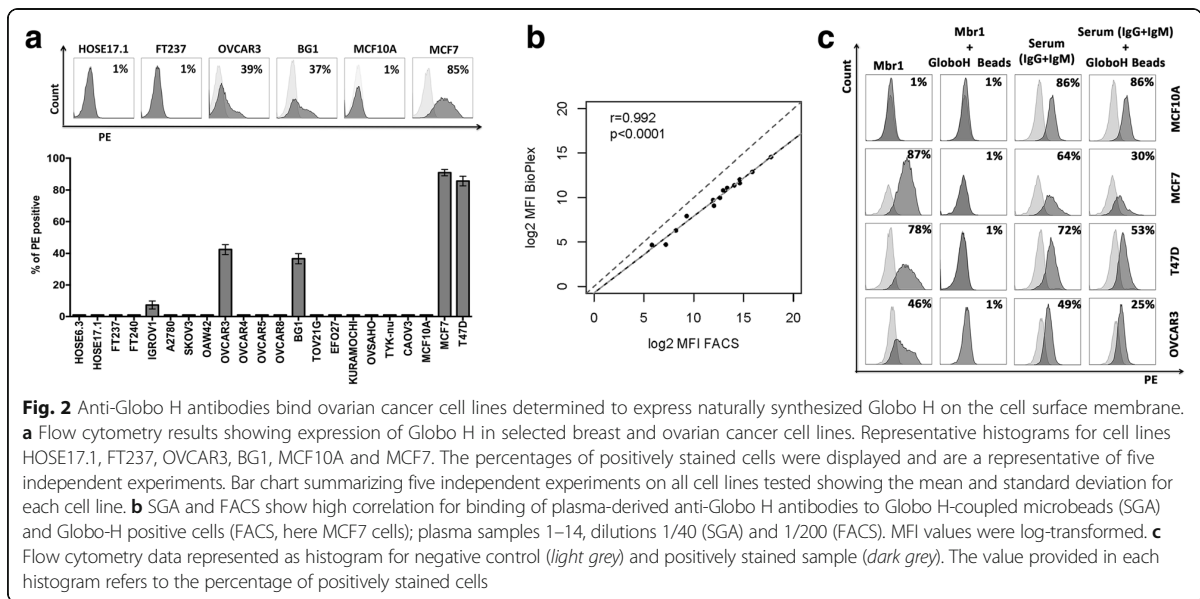 a
HOSE17.1 FT237 OVCAR3 BG1 MCF10A MCF7
1% 1% 39% 37% 1% 85%
Count
PE
% of PE positive
100
80
60
40
20
0
HOSE6.3
HOSE17.1
FT237
FT240
IGROV1
A2780
SKOV3
OAW42
OVCAR3
OVCAR4
OVCAR5
OVCAR8
BG1
TOV21G
EFO27
KURAMOCHI
OVSAHO
TYK-nu
CAOV3
MCF10A
MCF7
T47D
b
r=0.992
p<0.0001
log2 MFI BioPlex
20
15
10
5
0
0 5 10 15 20
log2 MFI FACS
c
Count
Mbr1
Mbr1
+
GloboH Beads
Serum
(IgG+IgM)
Serum (IgG+IgM)
+
GloboH Beads
1% 1% 86% 86% MCF10A
87% 1% 64% 30% MCF7
78% 1% 72% 53% T47D
46% 1% 49% 25% OVCAR3
PE
Fig. 2 Anti-Globo H antibodies bind ovarian cancer cell lines determined to express naturally synthesized Globo H on the cell surface membrane.
a Flow cytometry results showing expression of Globo H in selected breast and ovarian cancer cell lines. Representative histograms for cell lines
HOSE17.1, FT237, OVCAR3, BG1, MCF10A and MCF7. The percentages of positively stained cells were displayed and are a representative of five
independent experiments. Bar chart summarizing five independent experiments on all cell lines tested showing the mean and standard deviation for
each cell line. b SGA and FACS show high correlation for binding of plasma-derived anti-Globo H antibodies to Globo H-coupled microbeads (SGA)
and Globo-H positive cells (FACS, here MCF7 cells); plasma samples 1–14, dilutions 1/40 (SGA) and 1/200 (FACS). MFI values were log-transformed. c
Flow cytometry data represented as histogram for negative control (light grey) and positively stained sample (dark grey). The value provided in each
histogram refers to the percentage of positively stained cells